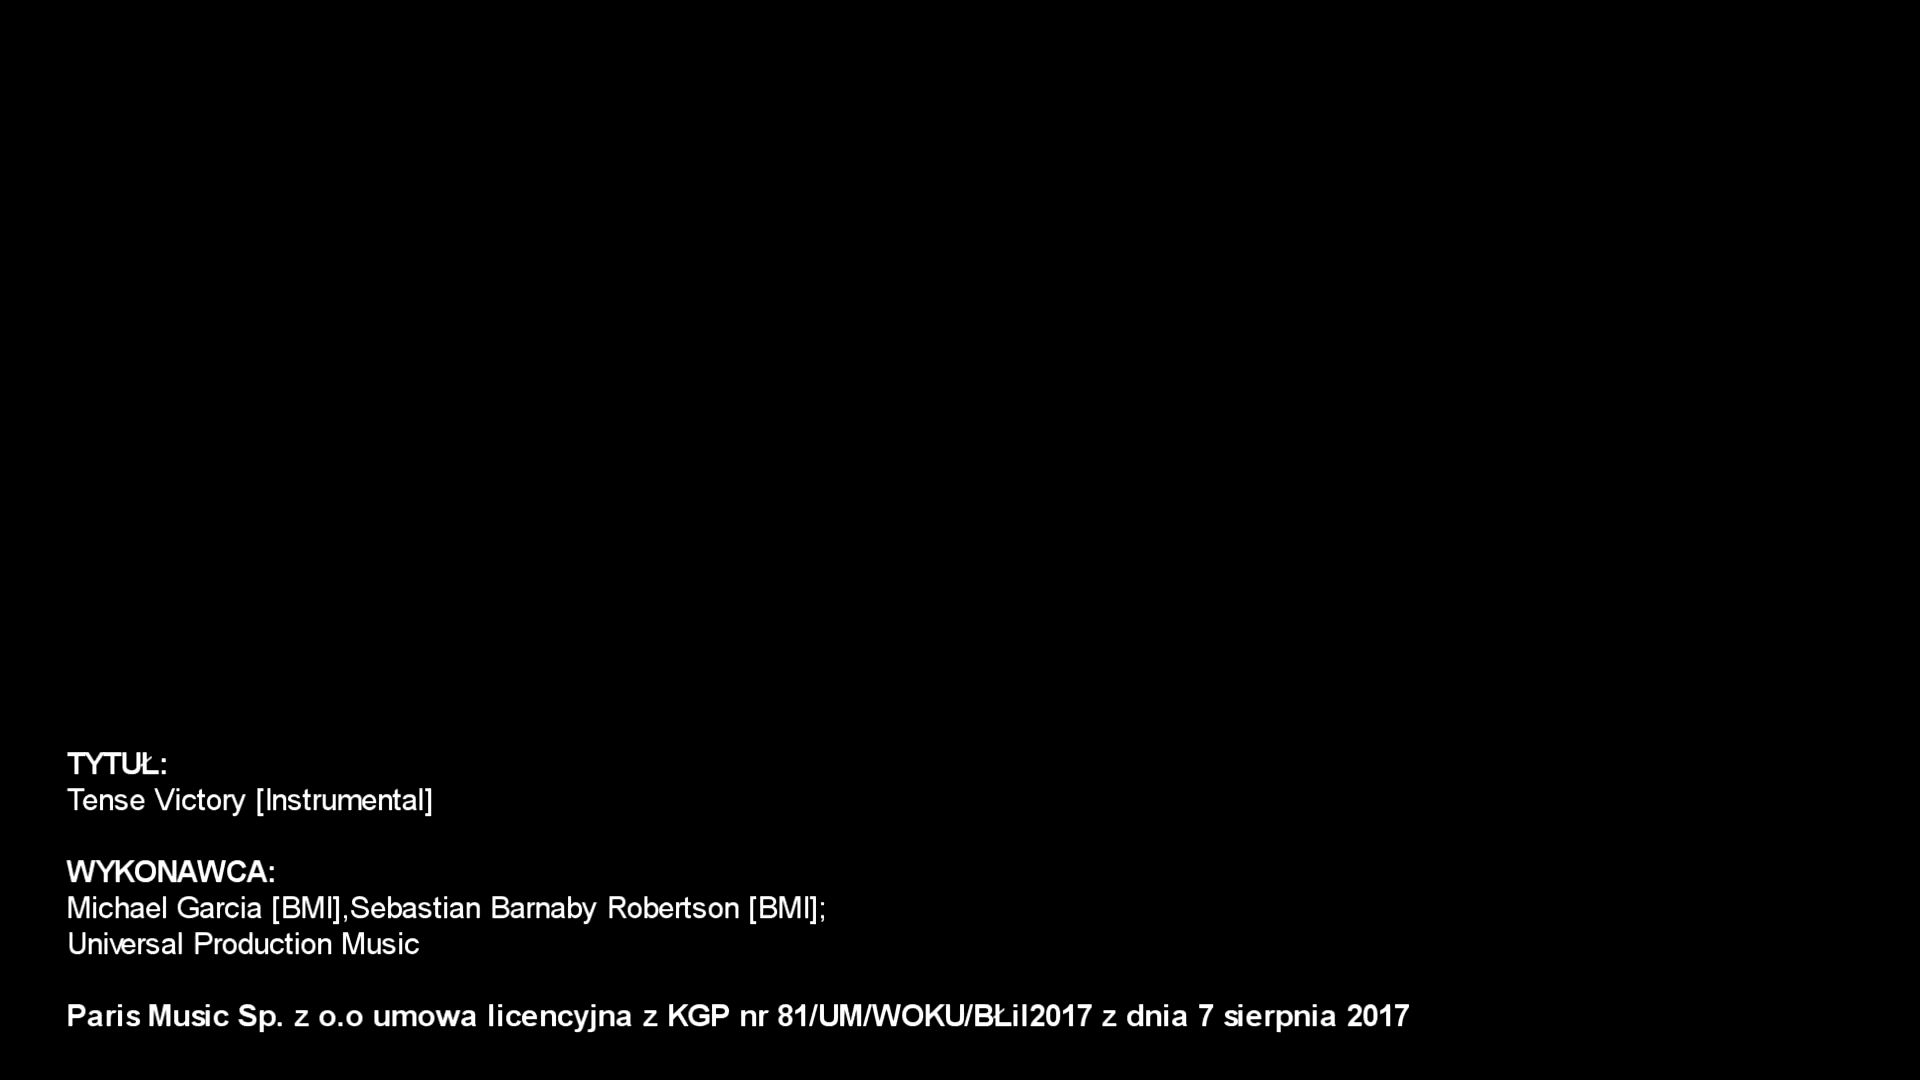 TYTUŁ:
Tense Victory [Instrumental]
WYKONAWCA:
Michael Garcia [BMI],Sebastian Barnaby Robertson [BMI];
Universal Production Music
Paris Music Sp. z o.o umowa licencyjna z KGP nr 81/UM/WOKU/BŁiI2017 z dnia 7 sierpnia 2017